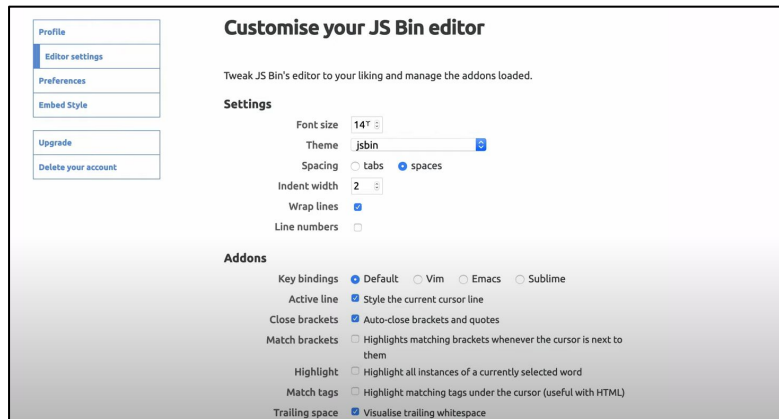 Profile
Editor settings
Preferences
Embed Style
Upgrade
Delete your account
Customise your JS Bin editor
Tweak JS Bin's editor to your liking and manage the addons loaded.
Settings
Font size 14
Theme jsbin
Spacing tabs spaces
Indent width 2
Wrap lines
Line numbers
Addons
Key bindings Default Vim Emacs Sublime
Active line Style the current cursor line
Close brackets Auto-close brackets and quotes
Match brackets Highlights matching brackets whenever the cursor is next to
them
Highlight Highlight all instances of a currently selected word
Match tags Highlight matching tags under the cursor (useful with HTML)
Trailing space Visualise trailing whitespace